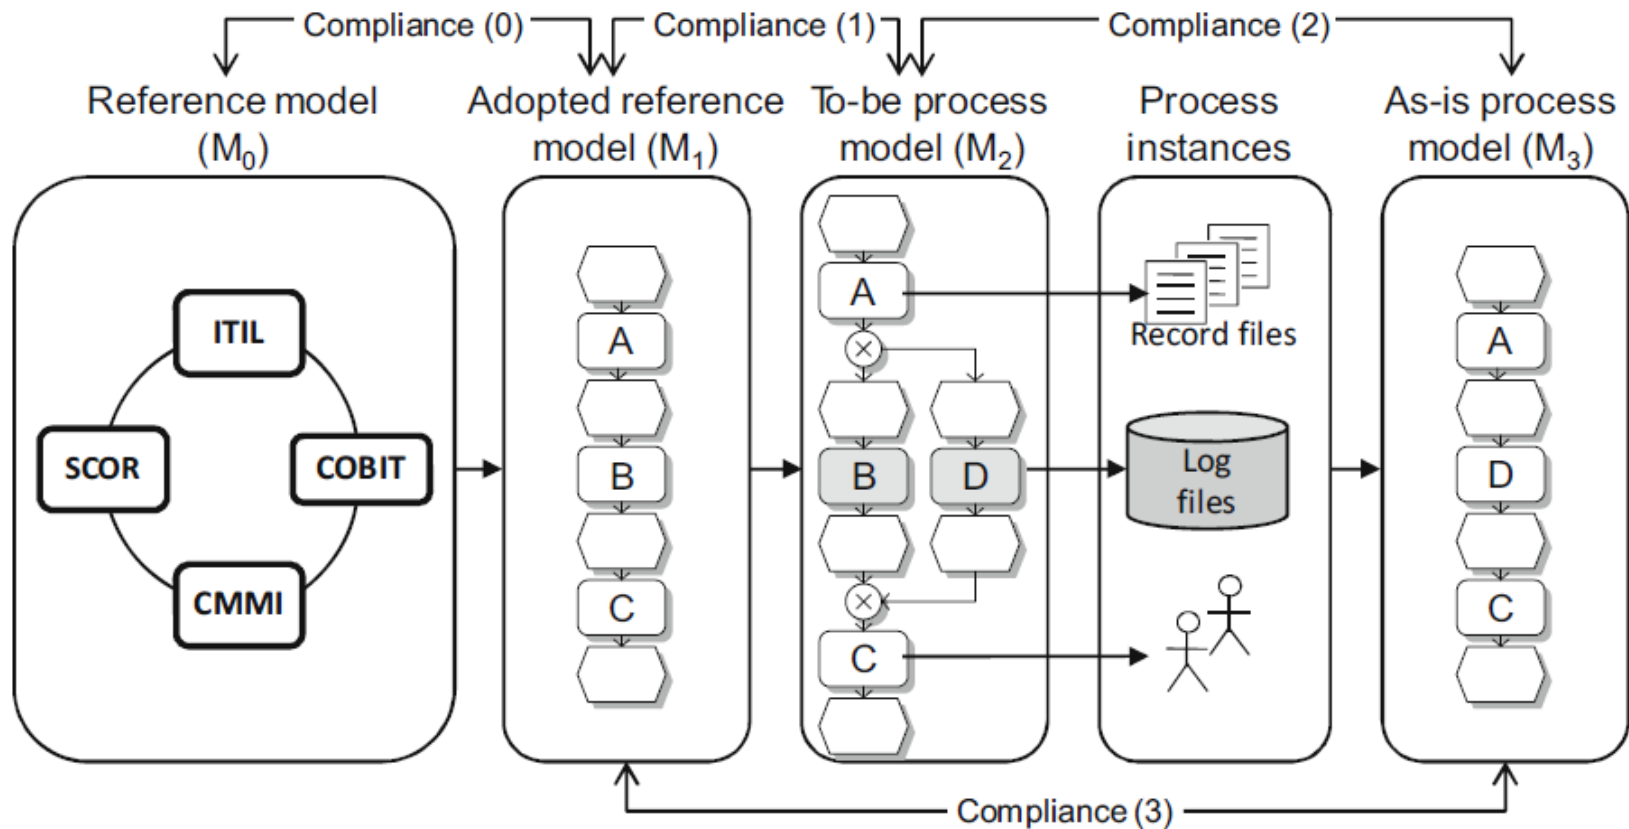 Compliance (0)
Compliance (1)
Compliance (2)
Reference model
(M₀)
Adopted reference
model (M₁)
To-be process
model (M₂)
Process
instances
As-is process
model (M₃)
ITIL
SCOR
COBIT
CMMI
A
B
C
A
B
D
C
Record files
Log
files
A
D
C
Compliance (3)